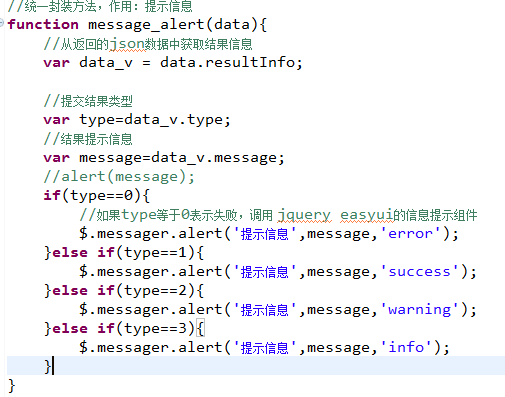 //统一封装方法，作用：提示信息
function message_alert(data){
//从返回的json数据中获取结果信息
var data_v = data.resultInfo;
//提交结果类型
var type=data_v.type;
//结果提示信息
var message=data_v.message;
//alert(message);
if(type==0){
//如果type等于0表示失败，调用 jquery easyui的信息提示组件
$.messager.alert('提示信息',message,'error');
}else if(type==1){
$.messager.alert('提示信息',message,'success');
}else if(type==2){
$.messager.alert('提示信息',message,'warning');
}else if(type==3){
$.messager.alert('提示信息',message,'info');
}
}